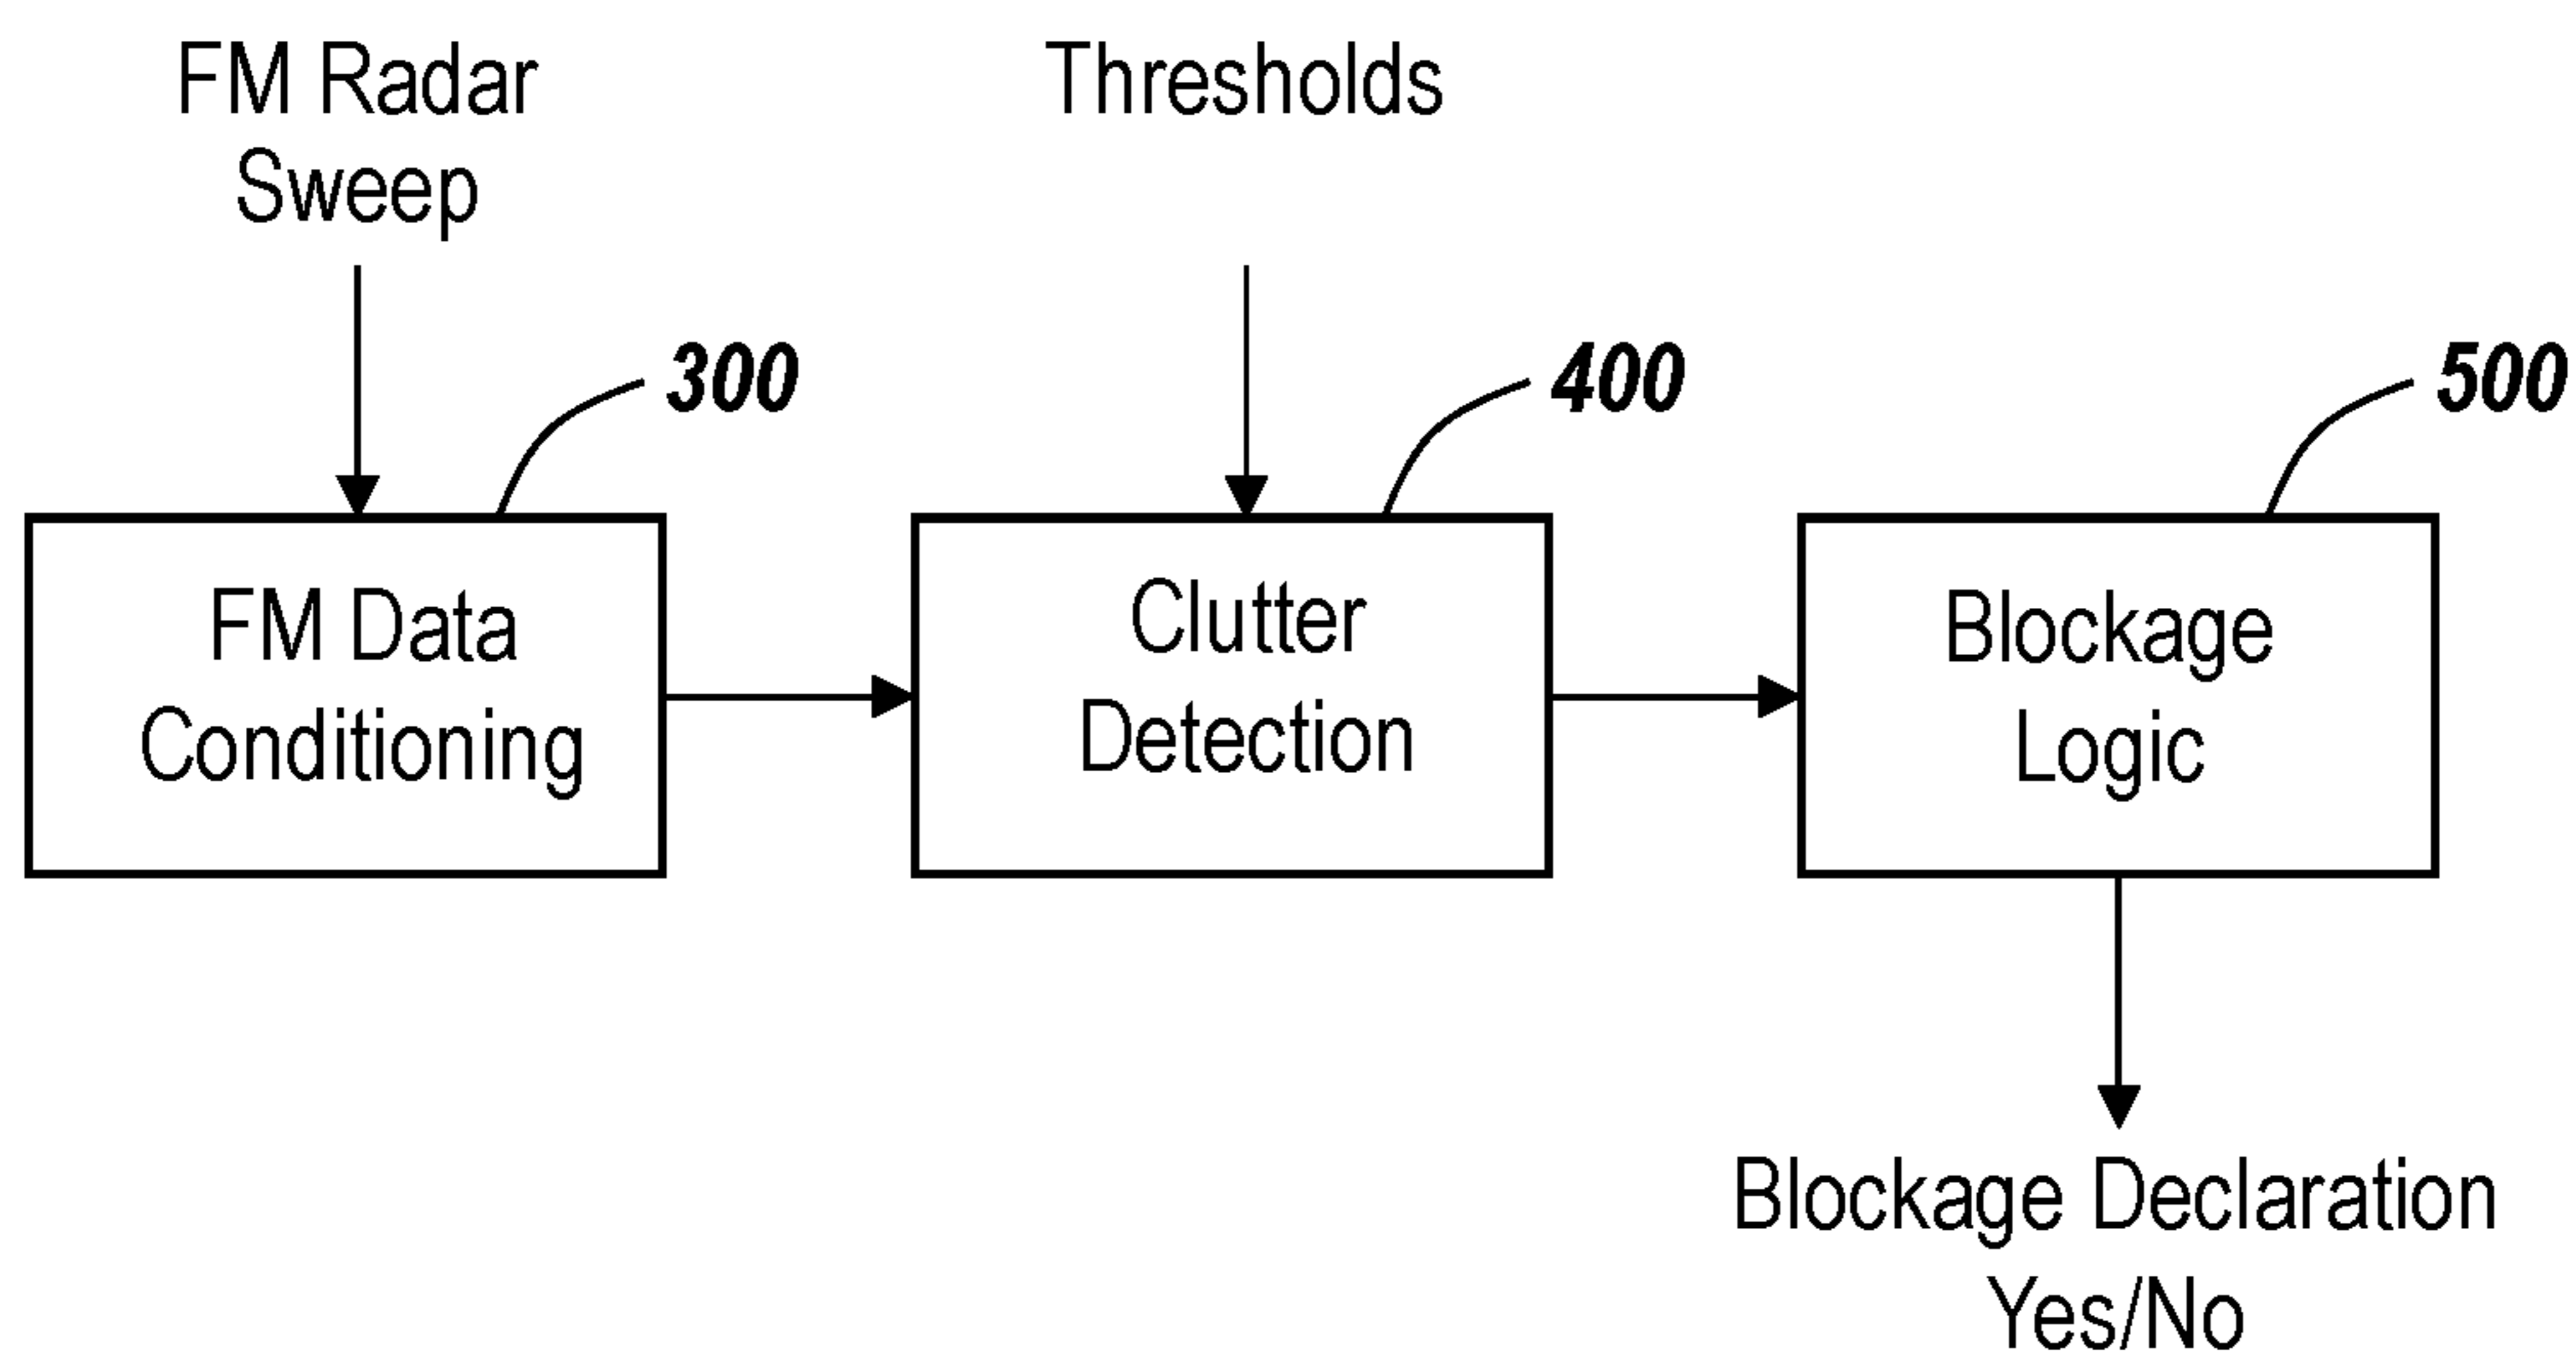 FM Radar
Sweep
Thresholds
300
400
500
FM Data
Conditioning
Clutter
Detection
Blockage
Logic
Blockage Declaration
Yes/No